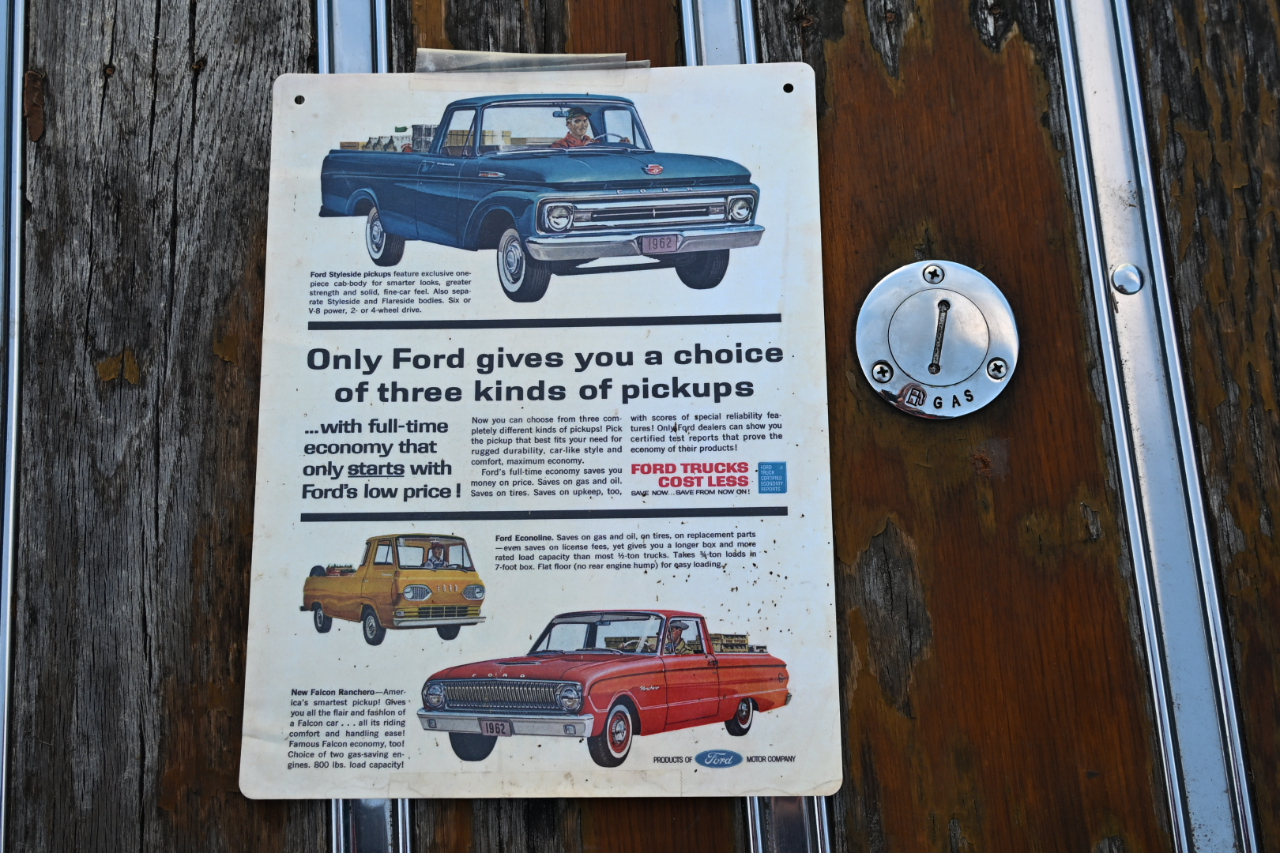 FORD
1962
Ford Styleside pickups feature exclusive one-
piece cab-body for smarter looks, greater
strength and solid, fine-car feel. Also sepa-
rate Styleside and Flareside bodies. Six or
V-8 power, 2- or 4-wheel drive.
Only Ford gives you a choice
of three kinds of pickups
...with full-time
economy that
only starts with
Ford's low price!
Now you can choose from three com-
pletely different kinds of pickups! Pick
the pickup that best fits your need for
rugged durability, car-like style and
comfort, maximum economy.
Ford's full-time economy saves you
money on price. Saves on gas and oil.
Saves on tires. Saves on upkeep, too,
with scores of special reliability fea-
tures! Only Ford dealers can show you
certified test reports that prove the
economy of their products!
FORD TRUCKS
COST LESS
SAVE NOW...SAVE FROM NOW ON!
FORD
TRUCK
CERTIFIED
ECONOMY
REPORTS
Ford Econoline. Saves on gas and oil, on tires, on replacement parts
—even saves on license fees, yet gives you a longer box and more
rated load capacity than most ½-ton trucks. Takes ¾-ton loads in
7-foot box. Flat floor (no rear engine hump) for easy loading.
FORD
New Falcon Ranchero—Amer-
ica's smartest pickup! Gives
you all the flair and fashion of
a Falcon car . . . all its riding
comfort and handling ease!
Famous Falcon economy, too!
Choice of two gas-saving en-
gines. 800 lbs. load capacity!
FORD
Ranchero
1962
PRODUCTS OF Ford MOTOR COMPANY
GAS